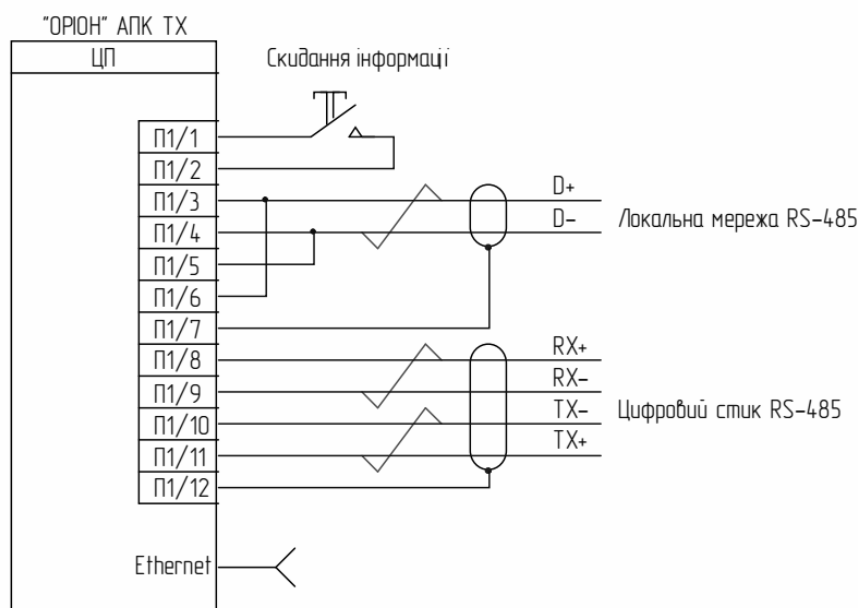 "ОРІОН" АПК ТХ
ЦП
Скидання інформації
П1/1
П1/2
П1/3
П1/4
П1/5
П1/6
П1/7
П1/8
П1/9
П1/10
П1/11
П1/12
D+
D-
Локальна мережа RS-485
RX+
RX-
TX-
TX+
Цифровий стик RS-485
Ethernet